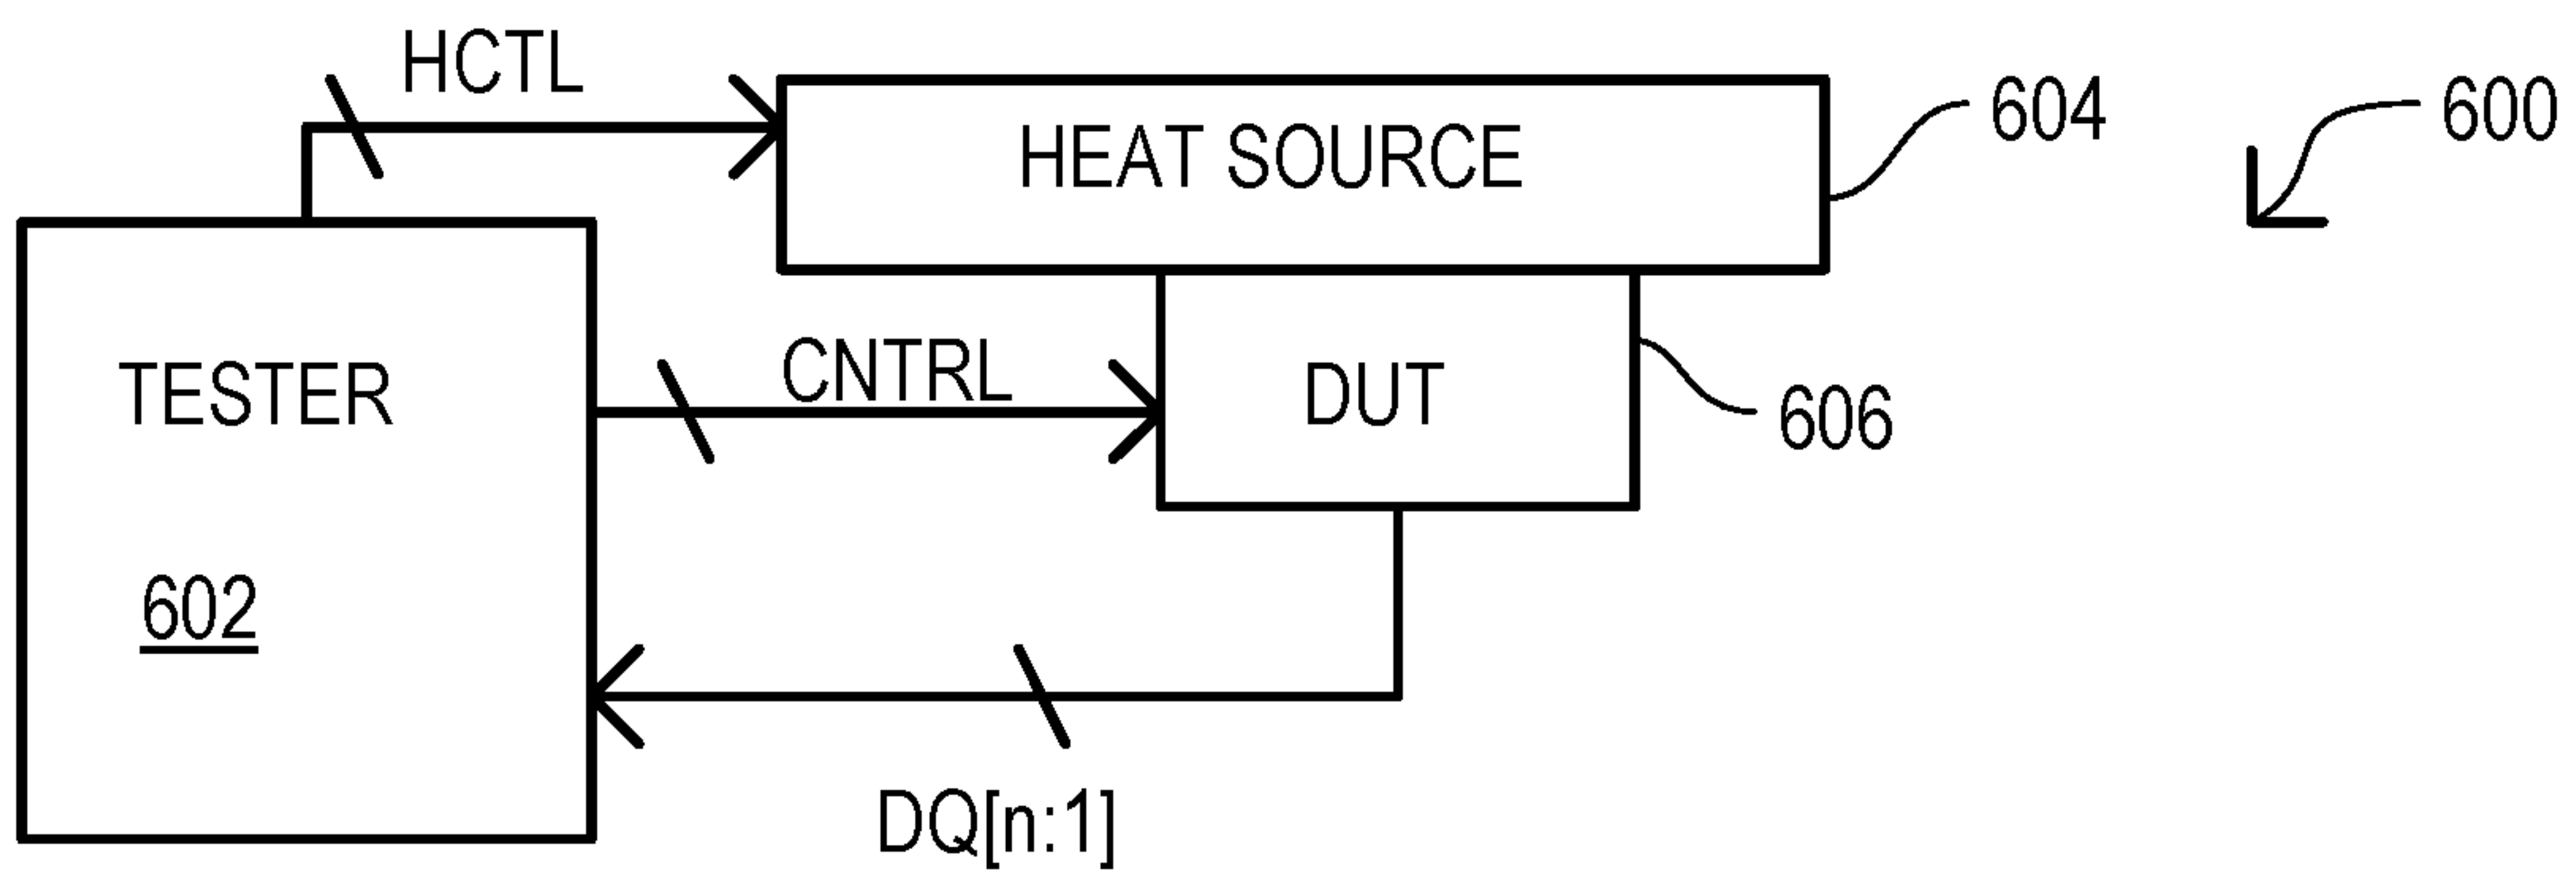 HCTL
HEAT SOURCE
604
600
TESTER
CNTRL
DUT
606
602
DQ[n:1]